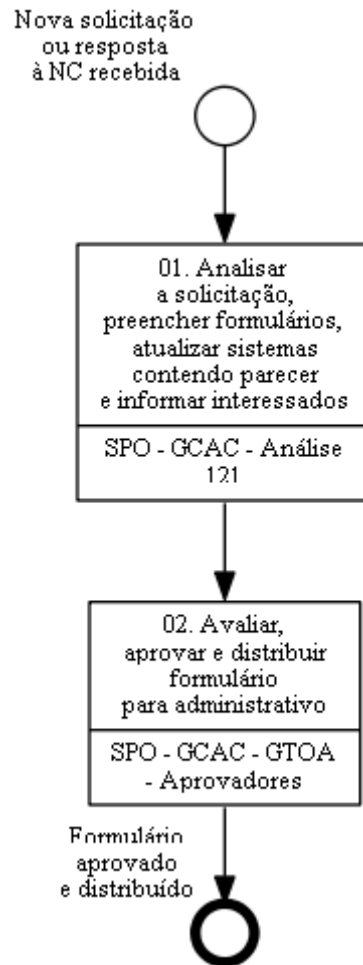 Nova solicitação
ou resposta
à NC recebida
01. Analisar
a solicitação,
preencher formulários,
atualizar sistemas
contendo parecer
e informar interessados
SPO - GCAC - Análise
121
02. Avaliar,
aprovar e distribuir
formulário
para administrativo
SPO - GCAC - GTOA
- Aprovadores
Formulário
aprovado
e distribuído